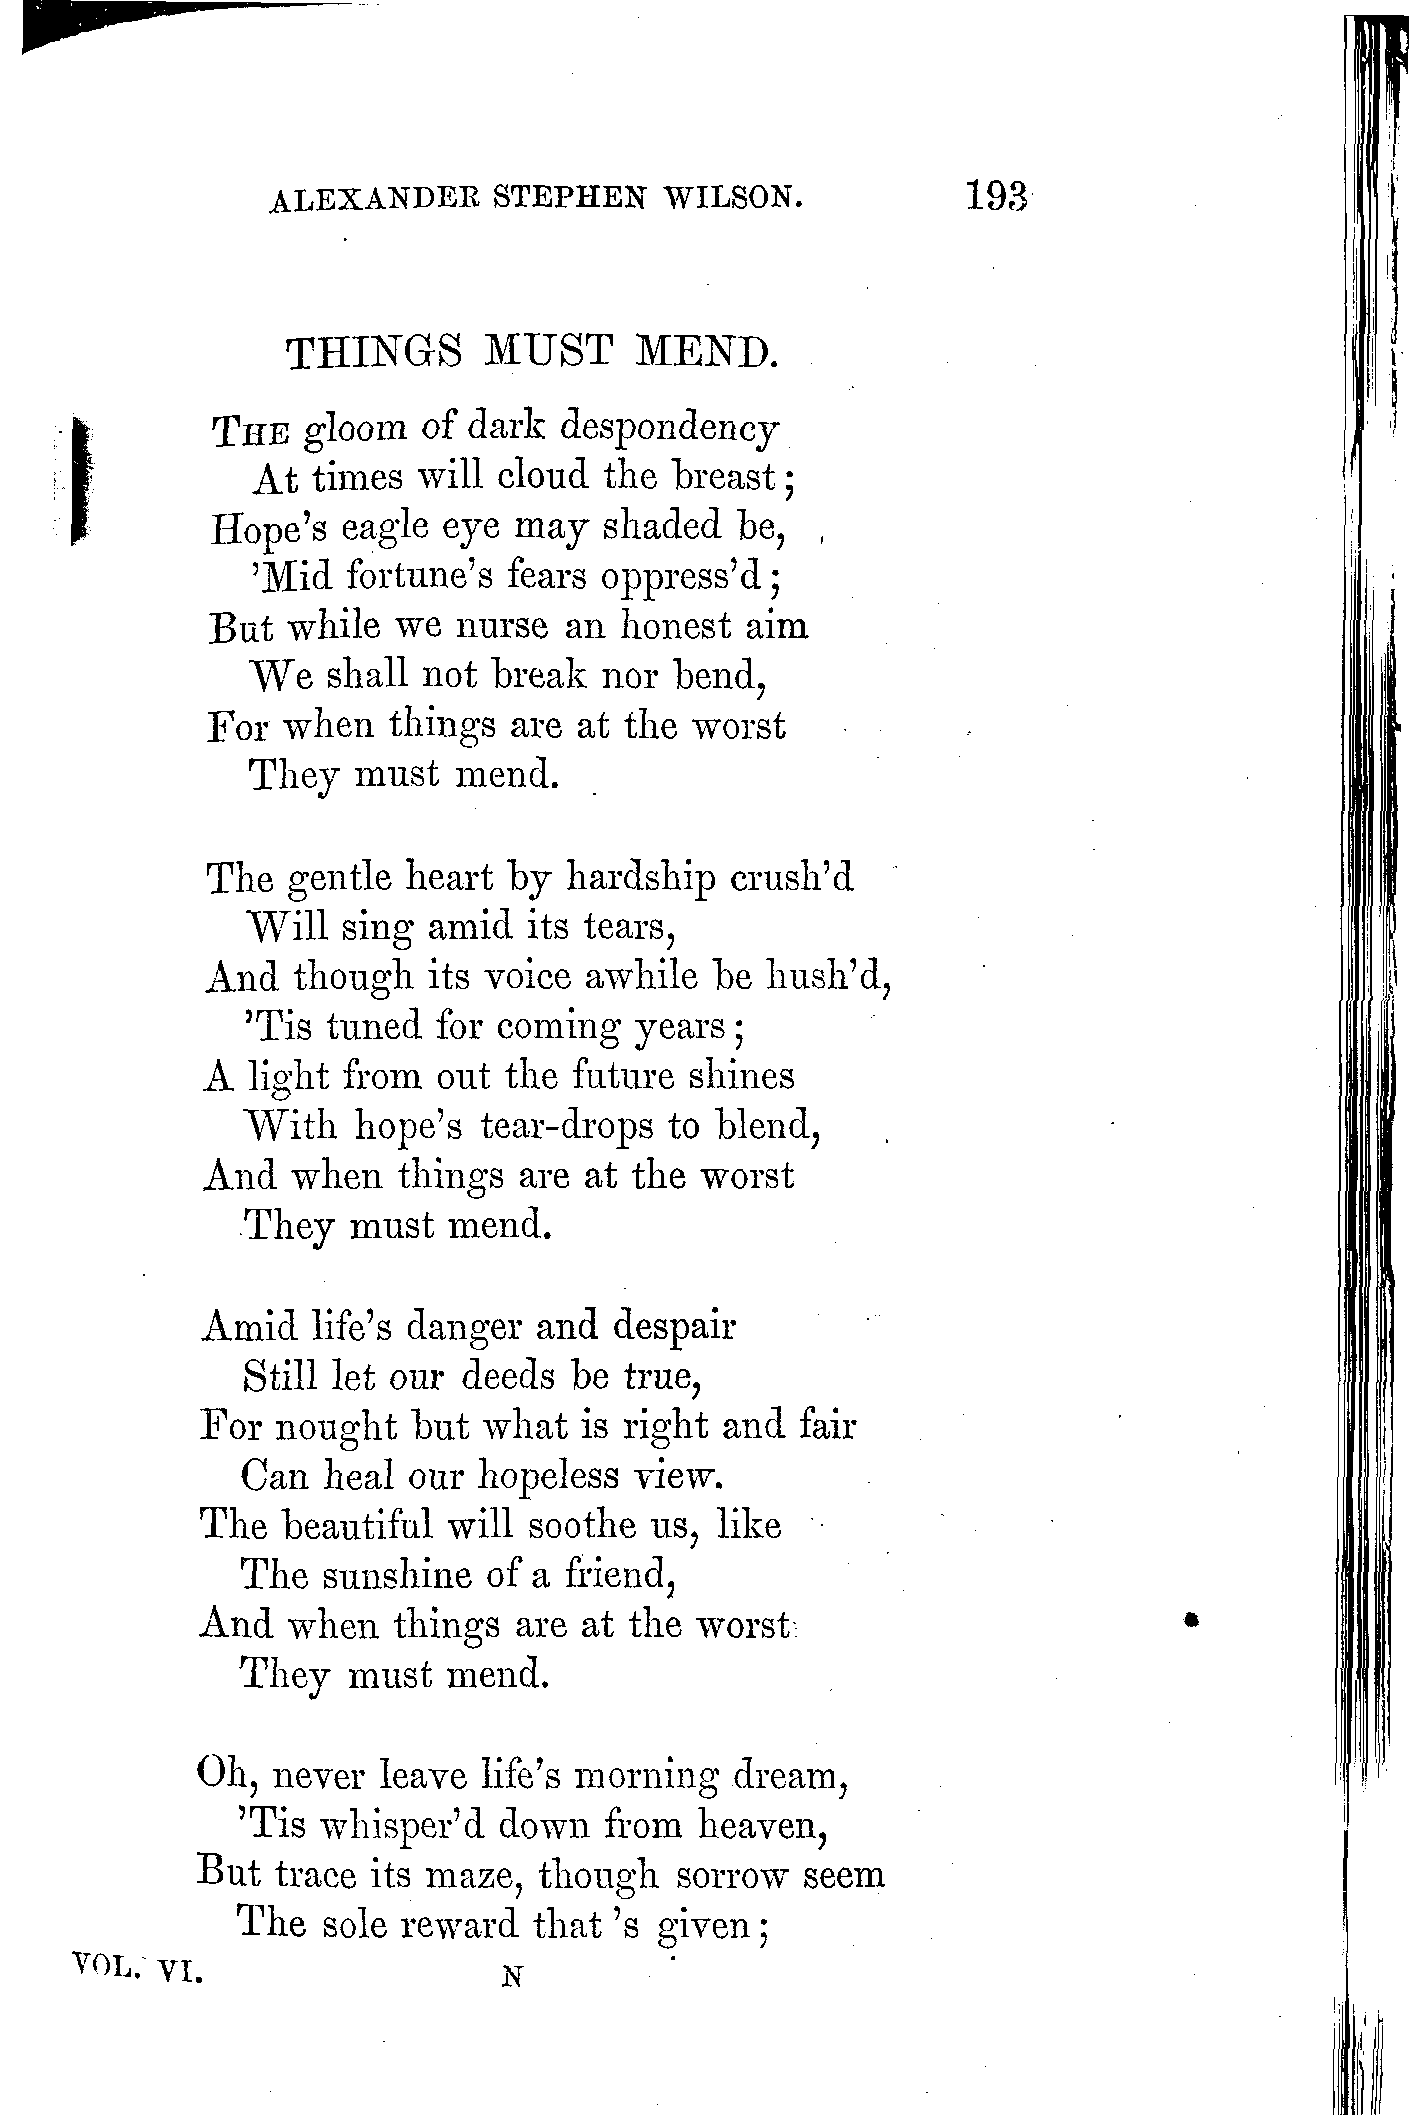 ALEXANDER STEPHEN WILSON. 193
THINGS MUST MEND.
THE gloom of dark despondency
At times will cloud the breast;
Hope's eagle eye may shaded be,
'Mid fortune's fears oppress'd;
But while we nurse an honest aim
We shall not break nor bend,
For when things are at the worst
They must mend.
The gentle heart by hardship crush'd
Will sing amid its tears,
And though its voice awhile be hush'd,
'Tis tuned for coming years;
A light from out the future shines
With hope's tear-drops to blend,
And when things are at the worst
They must mend.
Amid life's danger and despair
Still let our deeds be true,
For nought but what is right and fair
Can heal our hopeless view.
The beautiful will soothe us, like
The sunshine of a friend,
And when things are at the worst
They must mend.
Oh, never leave life's morning dream,
'Tis whisper'd down from heaven,
But trace its maze, though sorrow seem
The sole reward that 's given;
VOL. VI. N